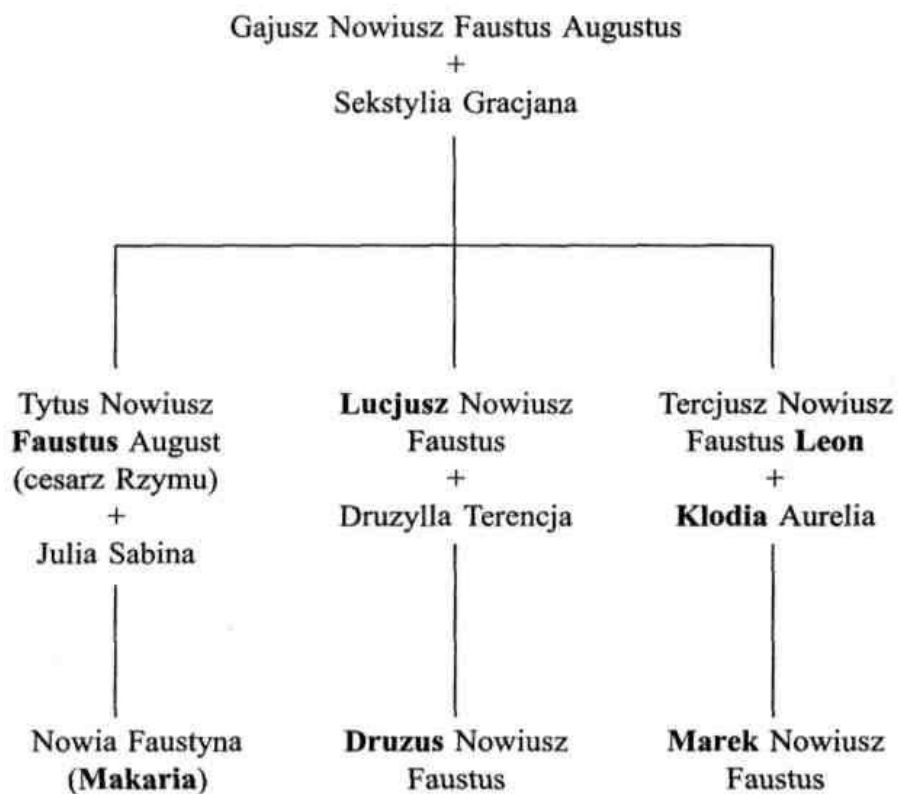 Gajusz Nowiusz Faustus Augustus
+
Sekstylia Gracjana
Tytus Nowiusz
Faustus August
(cesarz Rzymu)
+
Julia Sabina
Lucjusz Nowiusz
Faustus
+
Druzylla Terencja
Tercjusz Nowiusz
Faustus Leon
+
Klodia Aurelia
Nowia Faustyna
(Makaria)
Druzus Nowiusz
Faustus
Marek Nowiusz
Faustus